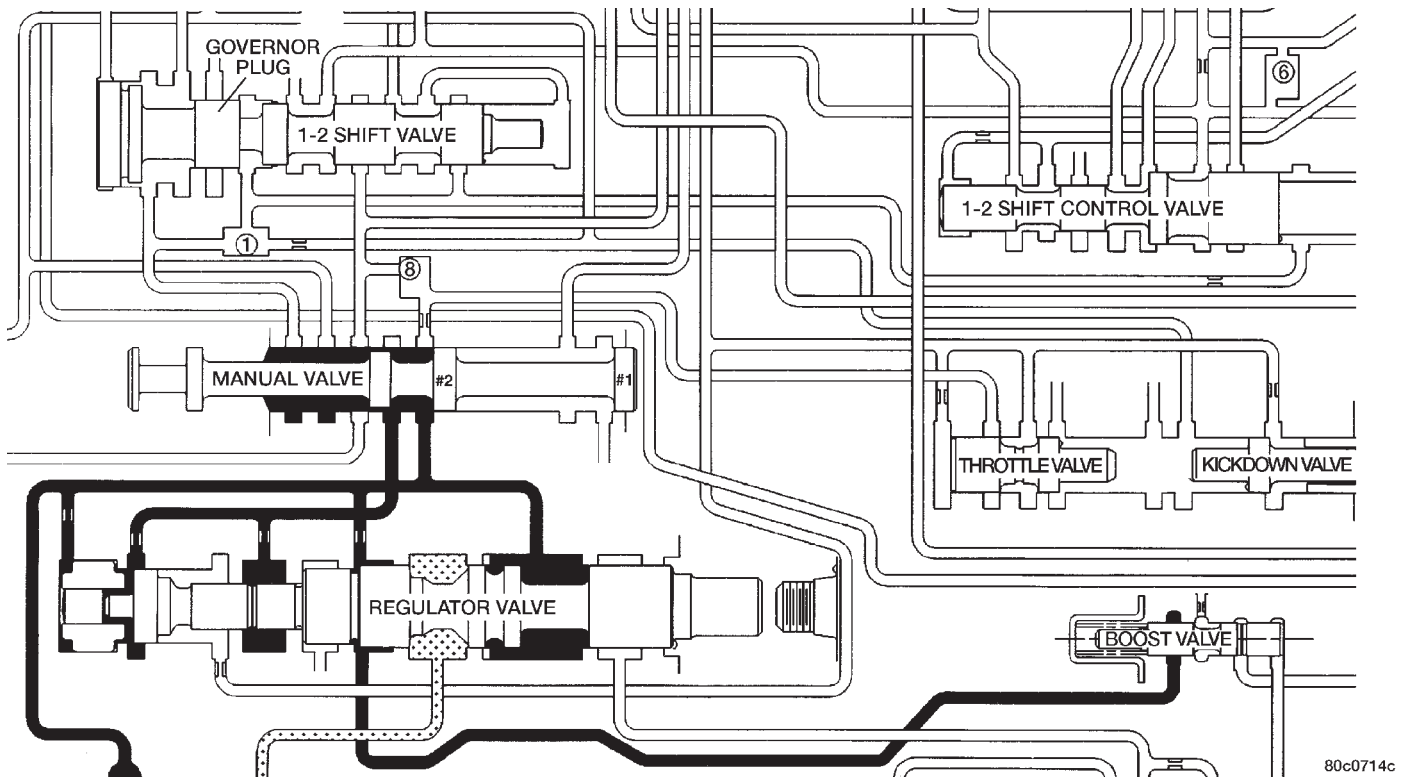 GOVERNOR
PLUG
6
1-2 SHIFT VALVE
1-2 SHIFT CONTROL VALVE
1
8
MANUAL VALVE
#2
#1
THROTTLE VALVE
KICKDOWN VALVE
REGULATOR VALVE
BOOST VALVE
80c0714c